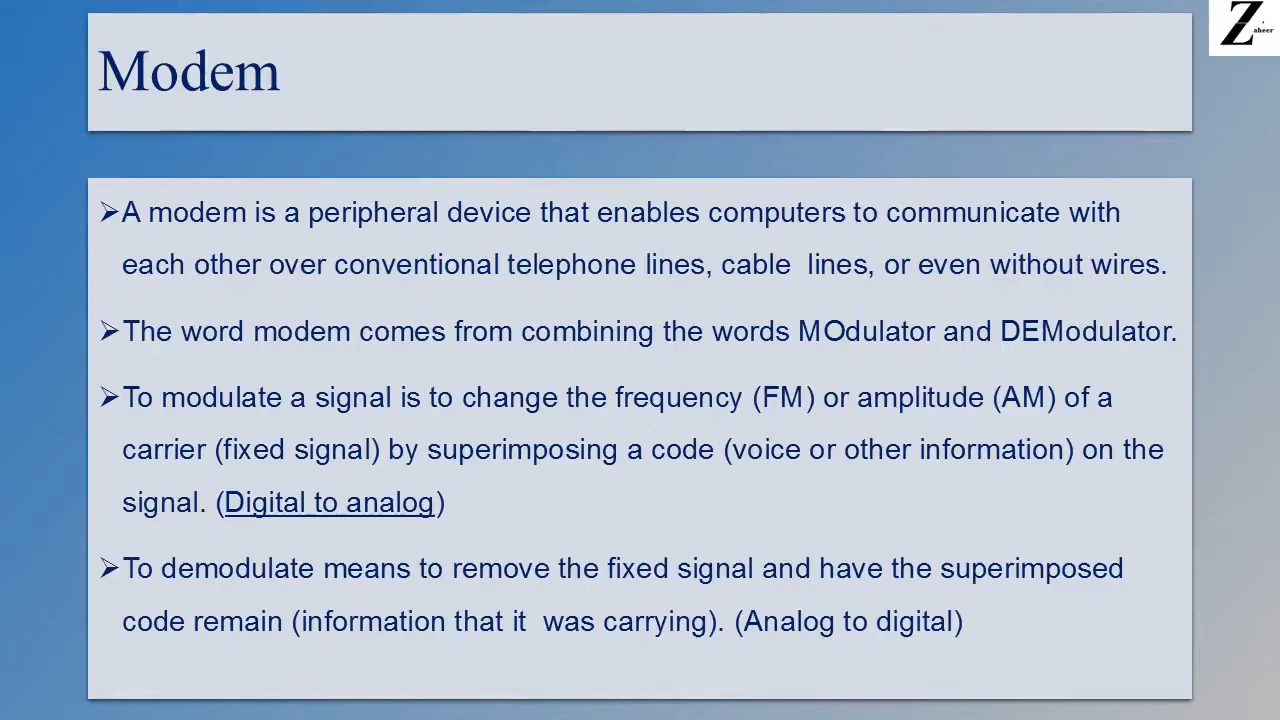 Zaheer
Modem
➢A modem is a peripheral device that enables computers to communicate with
each other over conventional telephone lines, cable  lines, or even without wires.
➢The word modem comes from combining the words MOdulator and DEModulator.
➢To modulate a signal is to change the frequency (FM) or amplitude (AM) of a
carrier (fixed signal) by superimposing a code (voice or other information) on the
signal. (Digital to analog)
➢To demodulate means to remove the fixed signal and have the superimposed
code remain (information that it  was carrying). (Analog to digital)